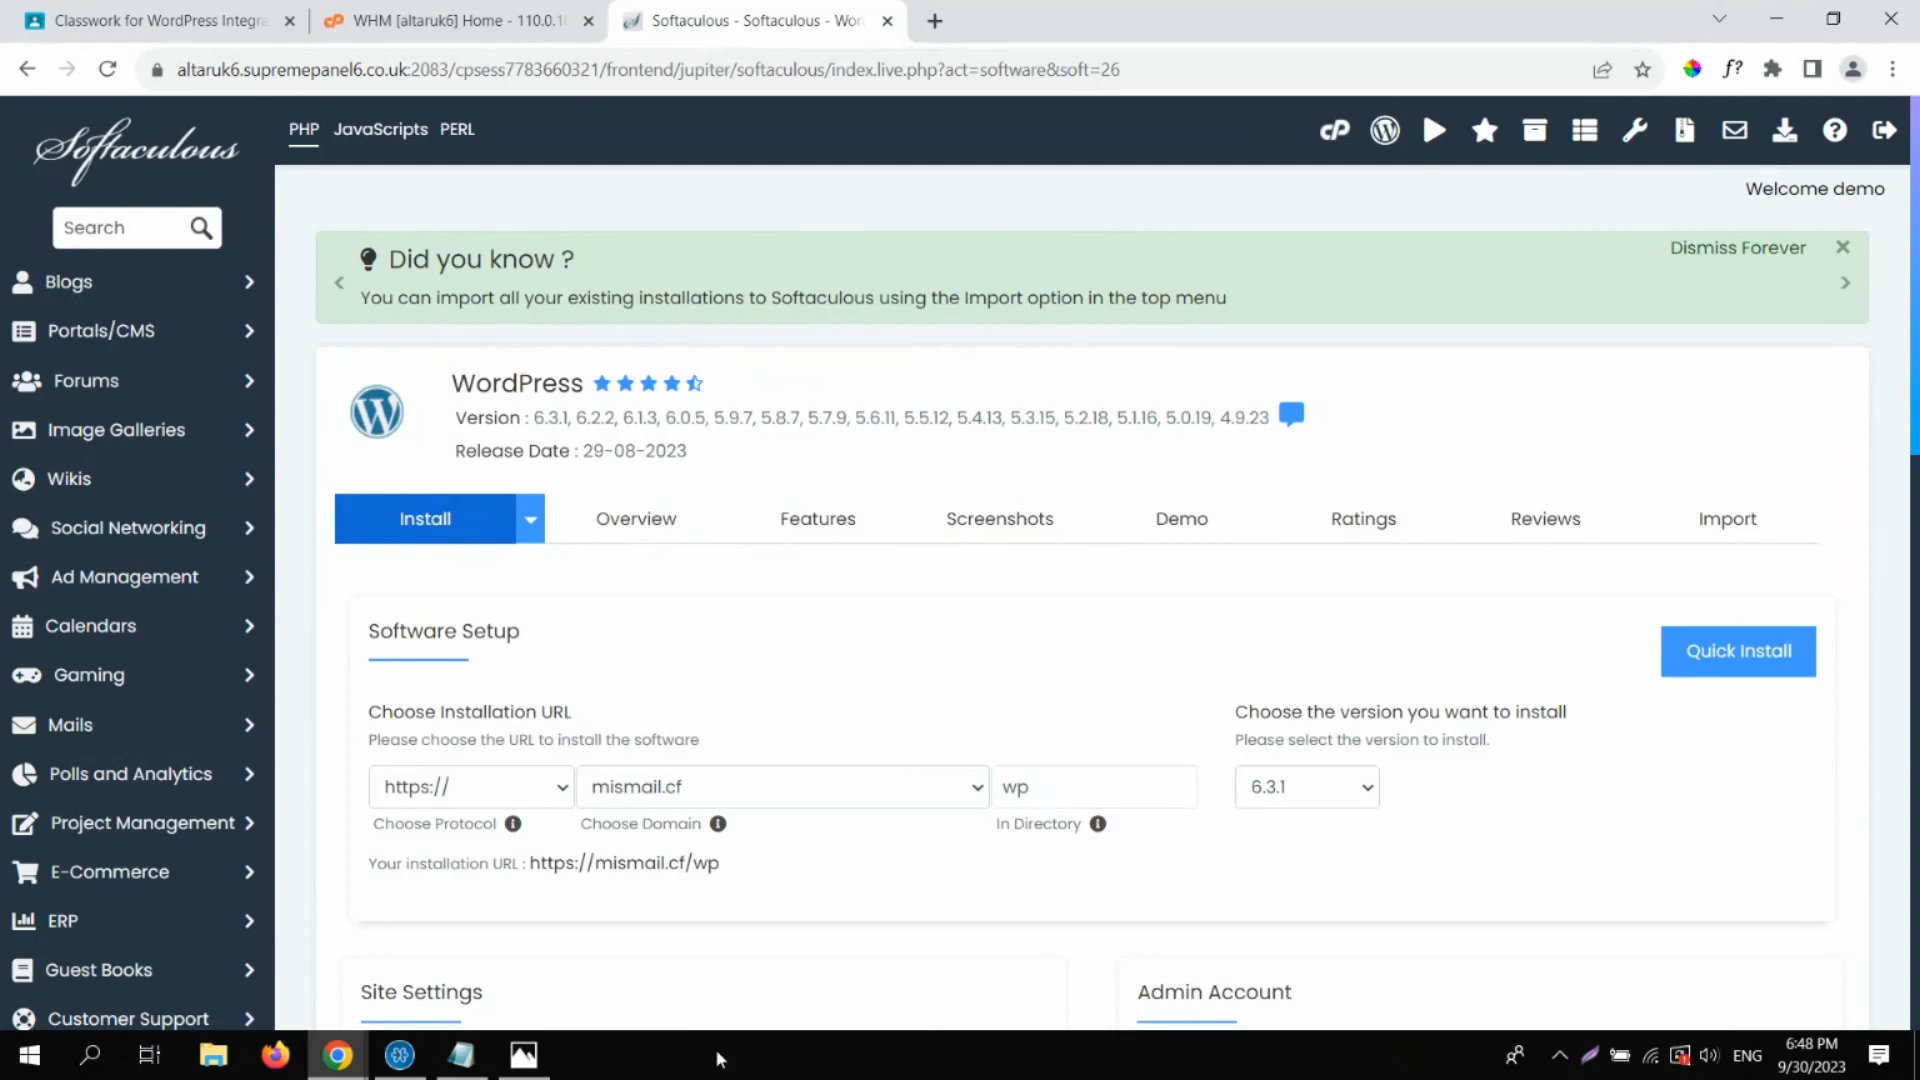 Classwork for WordPress Integra
WHM [altaruk6] Home - 110.0.1
Softaculous - Softaculous - Wor
altaruk6.supremepanel6.co.uk:2083/cpsess7783660321/frontend/jupiter/softaculous/index.live.php?act=software&soft=26
f?
Softaculous
PHP JavaScripts PERL
cP
Welcome demo
Search
Blogs
Portals/CMS
Forums
Image Galleries
Wikis
Social Networking
Ad Management
Calendars
Gaming
Mails
Polls and Analytics
Project Management
E-Commerce
ERP
Guest Books
Customer Support
Did you know ?
Dismiss Forever
You can import all your existing installations to Softaculous using the Import option in the top menu
WordPress
Version : 6.3.1, 6.2.2, 6.1.3, 6.0.5, 5.9.7, 5.8.7, 5.7.9, 5.6.11, 5.5.12, 5.4.13, 5.3.15, 5.2.18, 5.1.16, 5.0.19, 4.9.23
Release Date : 29-08-2023
Install Overview Features Screenshots Demo Ratings Reviews Import
Software Setup
Quick Install
Choose Installation URL
Please choose the URL to install the software
https:// mismail.cf wp
Choose Protocol Choose Domain In Directory
Your installation URL : https://mismail.cf/wp
Choose the version you want to install
Please select the version to install.
6.3.1
Site Settings
Admin Account
ENG
6:48 PM
9/30/2023